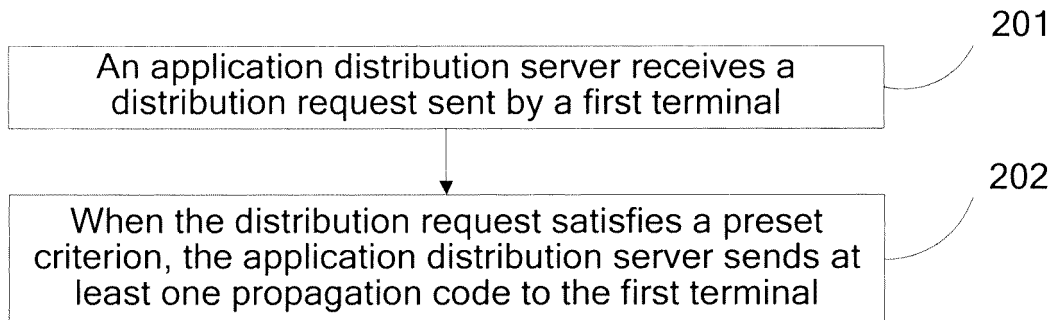 201
An application distribution server receives a
distribution request sent by a first terminal
202
When the distribution request satisfies a preset
criterion, the application distribution server sends at
least one propagation code to the first terminal